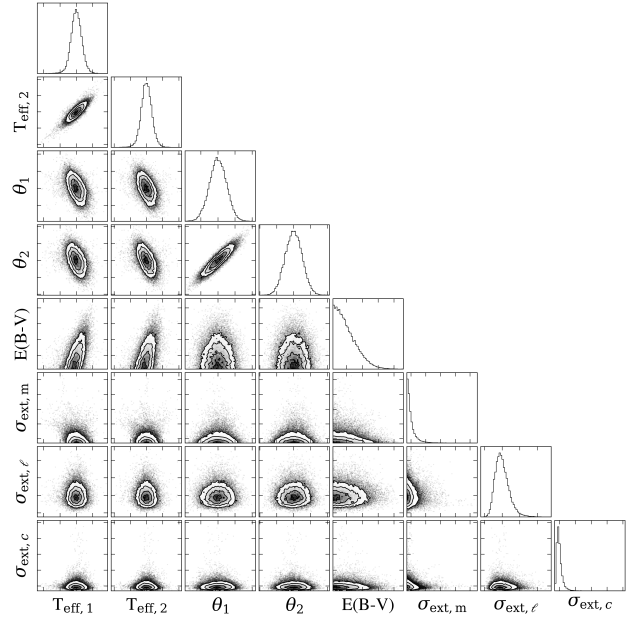 T_eff, 2
θ_1
θ_2
E(B-V)
σ_ext, m
σ_ext, ℓ
σ_ext, c
T_eff, 1
T_eff, 2
θ_1
θ_2
E(B-V)
σ_ext, m
σ_ext, ℓ
σ_ext, c